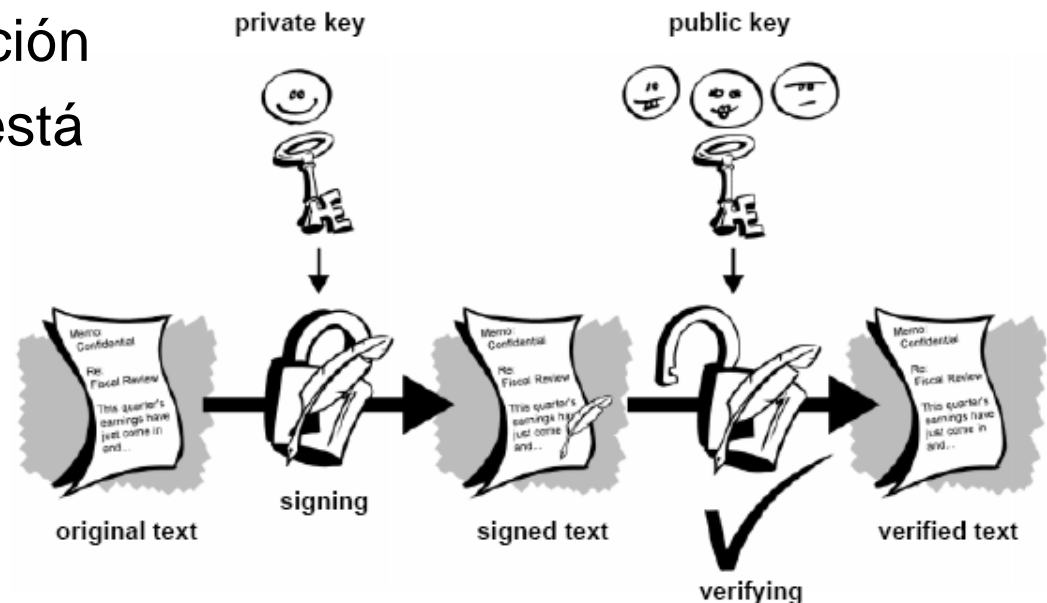 ción
está
private key
public key
Memo:
Confidential
Re:
Fiscal Review
This quarter's
earnings have
just come in
and...
original text
signing
Memo:
Confidential
Re:
Fiscal Review
This quarter's
earnings
just come
and...
signed text
verifying
Memo:
Confidential
Re:
Fiscal Review
This quarter's
earnings have
just come in
and...
verified text